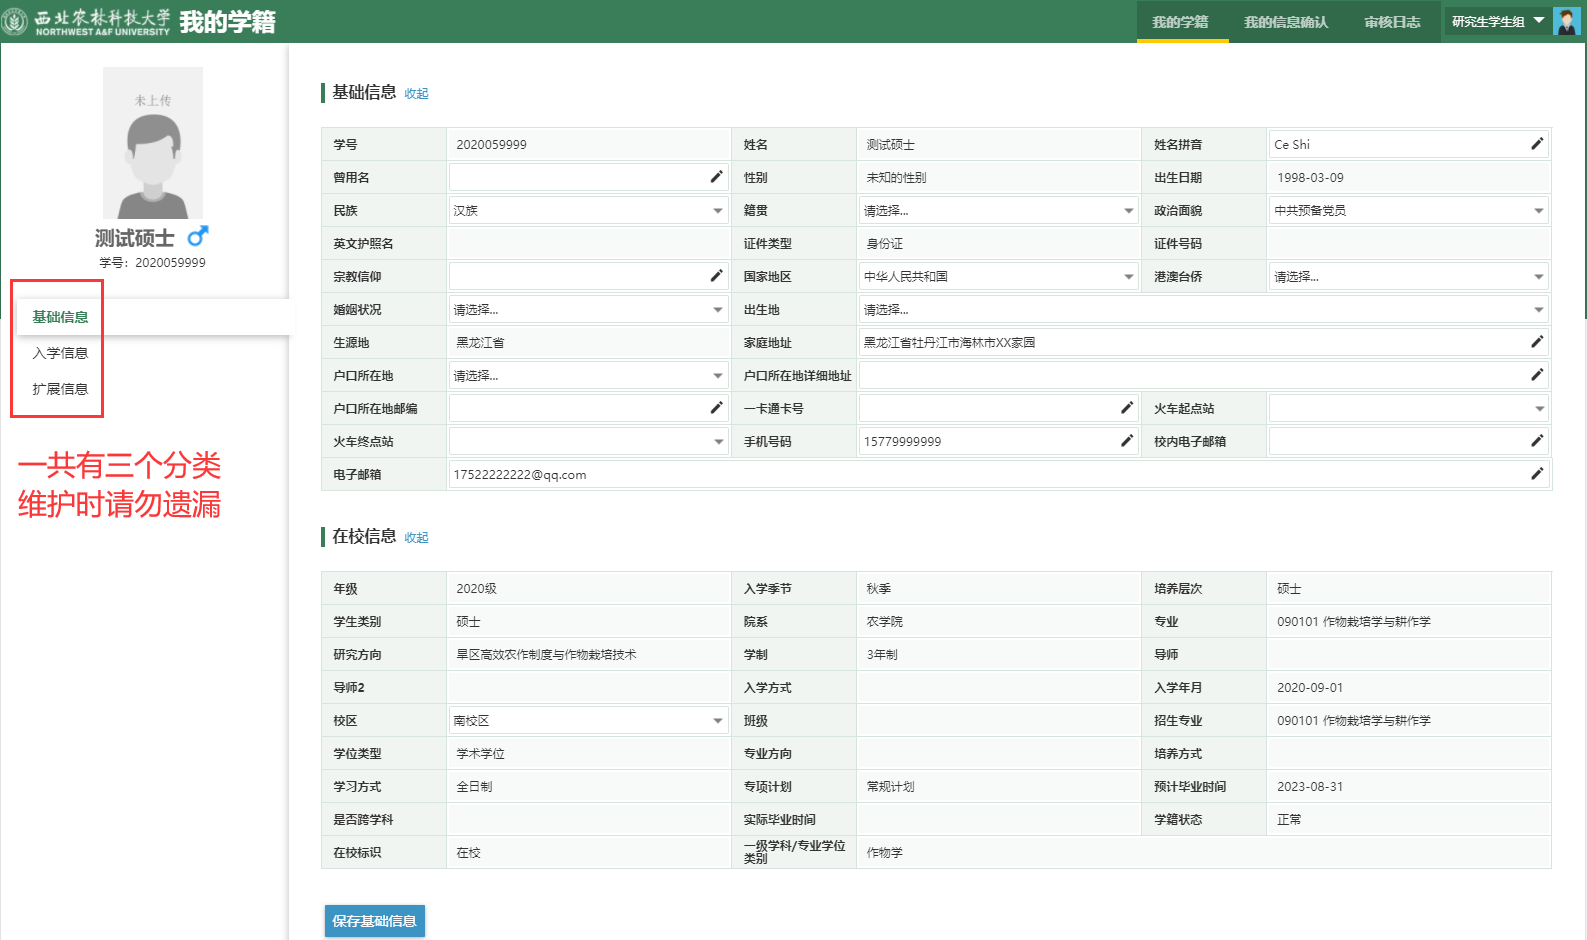 西北农林科技大学 我的学籍
NORTHWEST A&F UNIVERSITY
我的学籍 我的信息确认 审核日志 研究生学生组
未上传
测试硕士
学号：2020059999
基础信息
入学信息
扩展信息
一共有三个分类
维护时请勿遗漏
基础信息 收起
学号 2020059999 姓名 测试硕士 姓名拼音 Ce Shi
曾用名 性别 未知的性别 出生日期 1998-03-09
民族 汉族 籍贯 请选择... 政治面貌 中共预备党员
英文护照名 证件类型 身份证 证件号码
宗教信仰 国家地区 中华人民共和国 港澳台侨 请选择...
婚姻状况 请选择... 出生地 请选择...
生源地 黑龙江省 家庭地址 黑龙江省牡丹江市海林市XX家园
户口所在地 请选择... 户口所在地详细地址
户口所在地邮编 一卡通卡号 火车起点站
火车终点站 手机号码 15779999999 校内电子邮箱
电子邮箱 17522222222@qq.com
在校信息 收起
年级 2020级 入学季节 秋季 培养层次 硕士
学生类别 硕士 院系 农学院 专业 090101 作物栽培学与耕作学
研究方向 旱区高效农作制度与作物栽培技术 学制 3年制 导师
导师2 入学方式 入学年月 2020-09-01
校区 南校区 班级 招生专业 090101 作物栽培学与耕作学
学位类型 学术学位 专业方向 培养方式
学习方式 全日制 专项计划 常规计划 预计毕业时间 2023-08-31
是否跨学科 实际毕业时间 学籍状态 正常
在校标识 在校 一级学科/专业学位类别 作物学
保存基础信息